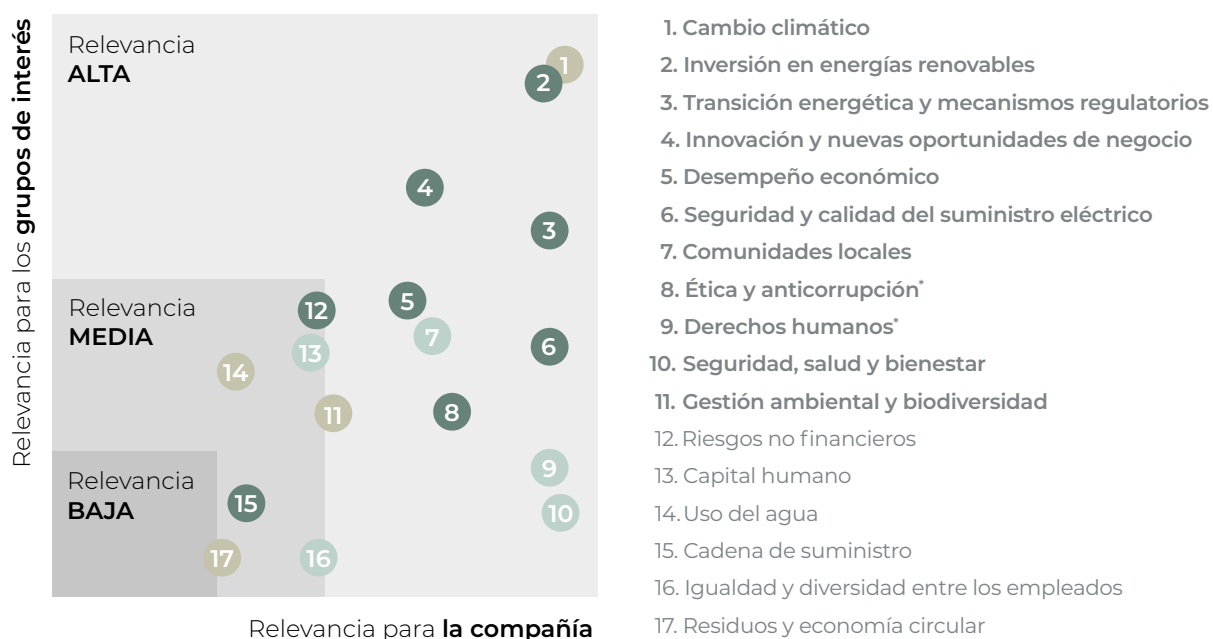 Relevancia para los grupos de interés
Relevancia
ALTA
1
2
4
3
Relevancia
MEDIA
12
5
13
7
6
14
11
8
Relevancia
BAJA
9
15
10
17
16
Relevancia para la compañía
1. Cambio climático
2. Inversión en energías renovables
3. Transición energética y mecanismos regulatorios
4. Innovación y nuevas oportunidades de negocio
5. Desempeño económico
6. Seguridad y calidad del suministro eléctrico
7. Comunidades locales
8. Ética y anticorrupción*
9. Derechos humanos*
10. Seguridad, salud y bienestar
11. Gestión ambiental y biodiversidad
12. Riesgos no financieros
13. Capital humano
14. Uso del agua
15. Cadena de suministro
16. Igualdad y diversidad entre los empleados
17. Residuos y economía circular